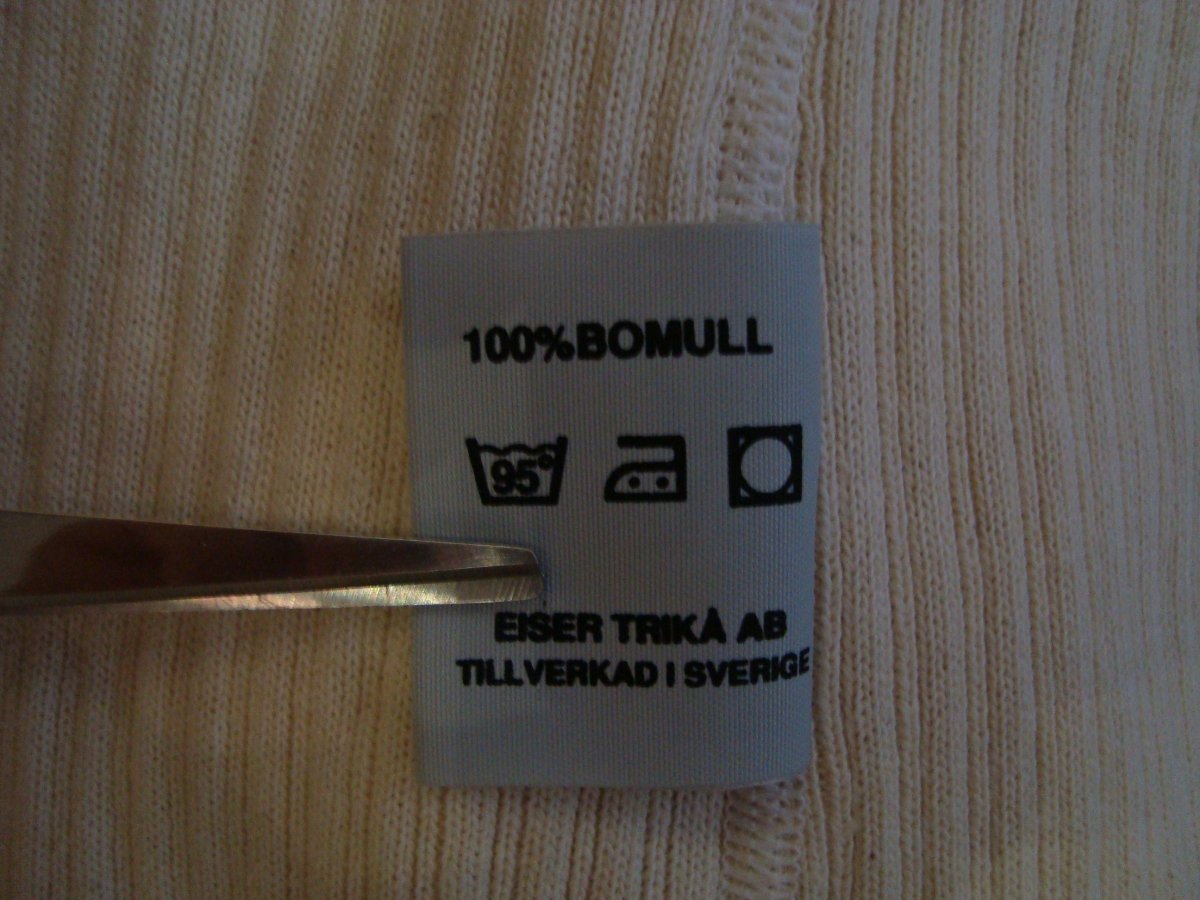 100%BOMULL
95°
EISER TRIKÅ AB
TILLVERKAD I SVERIGE